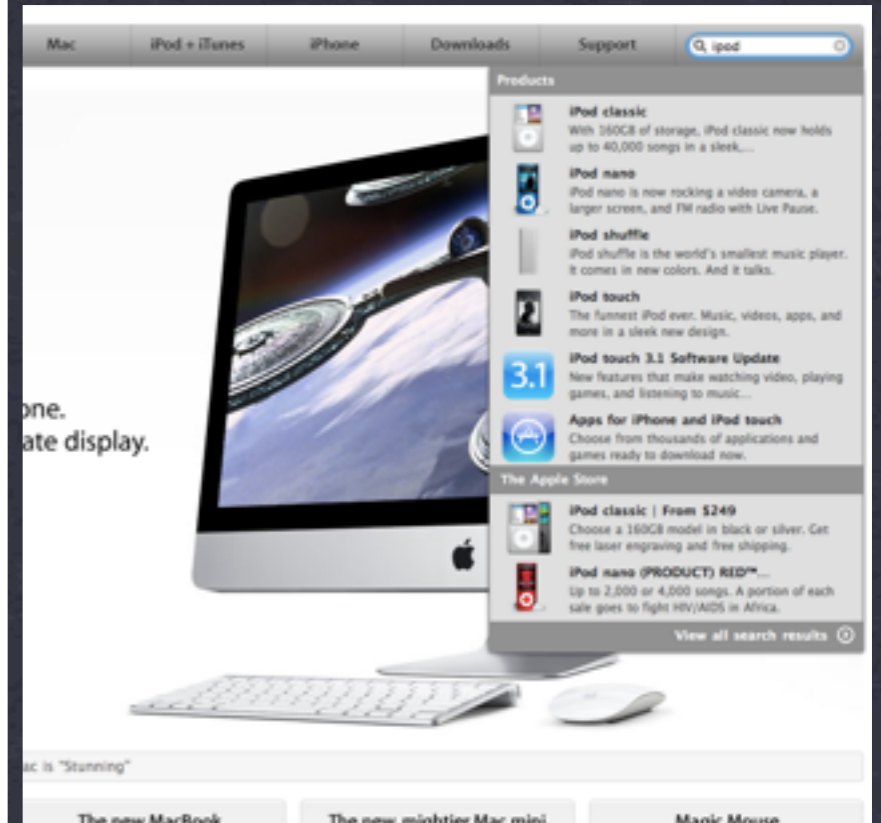 Mac iPod + iTunes iPhone Downloads Support ipod
Products
iPod classic
With 160GB of storage, iPod classic now holds
up to 40,000 songs in a sleek,...
iPod nano
iPod nano is now rocking a video camera, a
larger screen, and FM radio with Live Pause.
iPod shuffle
iPod shuffle is the world's smallest music player.
It comes in new colors. And it talks.
iPod touch
The funnest iPod ever. Music, videos, apps, and
more in a sleek new design.
3.1
iPod touch 3.1 Software Update
New features that make watching video, playing
games, and listening to music...
Apps for iPhone and iPod touch
Choose from thousands of applications and
games ready to download now.
The Apple Store
iPod classic | From $249
Choose a 160GB model in black or silver. Get
free laser engraving and free shipping.
iPod nano (PRODUCT) RED™...
Up to 2,000 or 4,000 songs. A portion of each
sale goes to fight HIV/AIDS in Africa.
View all search results
one.
ate display.
ac is "Stunning"
The new MacBook
The new, mightier Mac mini
Magic Mouse